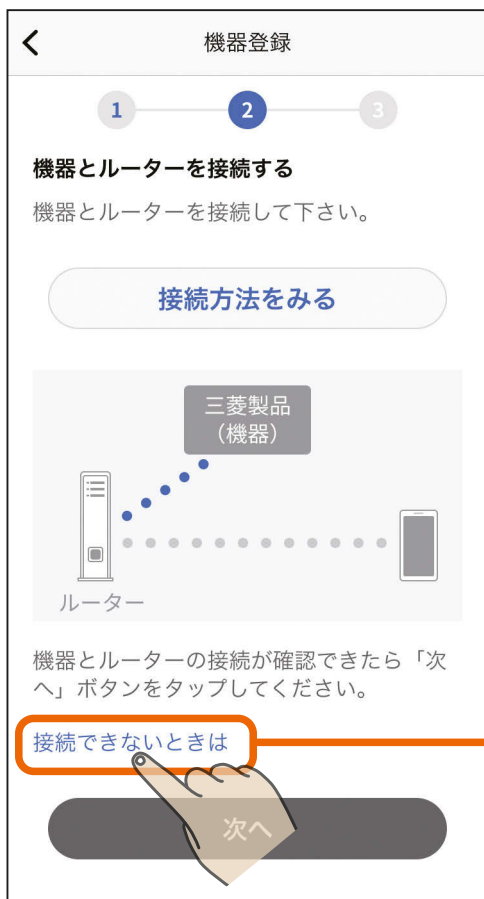 機器登録
1 2 3
機器とルーターを接続する
機器とルーターを接続して下さい。
接続方法をみる
三菱製品
（機器）
ルーター
機器とルーターの接続が確認できたら「次
へ」ボタンをタップしてください。
接続できないときは
次へ